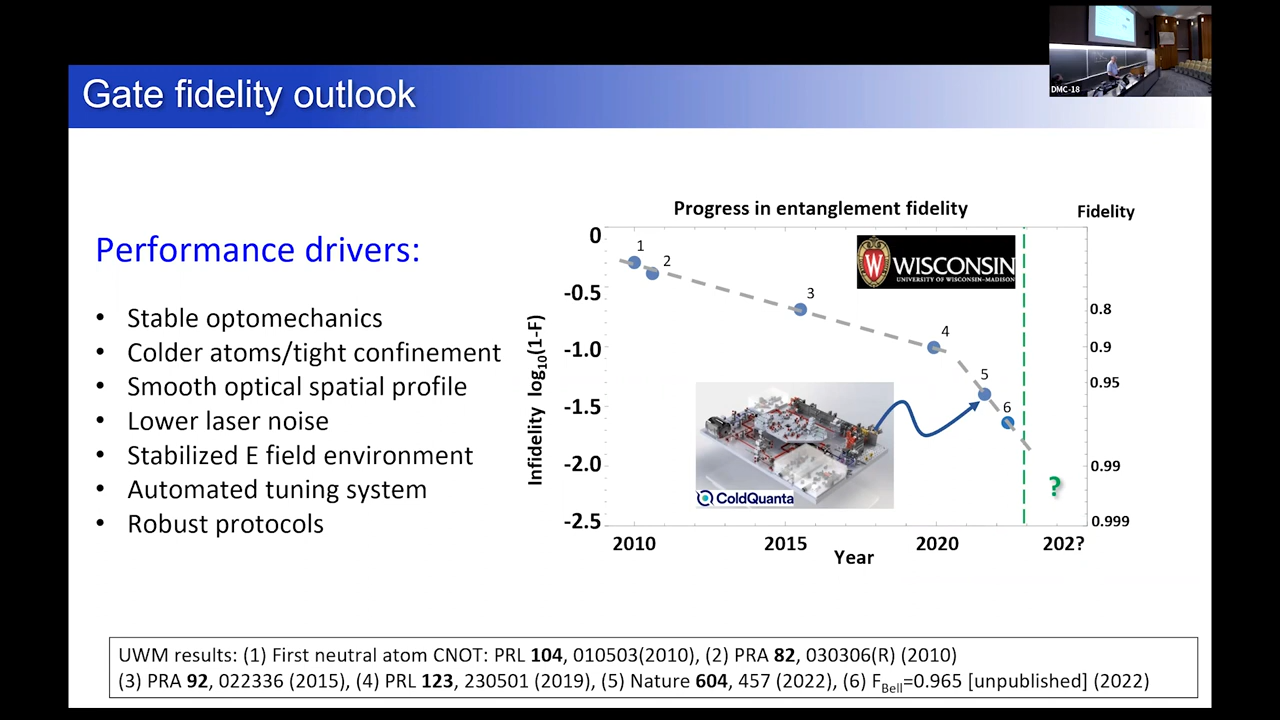 DMC-18
Gate fidelity outlook
Performance drivers:
• Stable optomechanics
• Colder atoms/tight confinement
• Smooth optical spatial profile
• Lower laser noise
• Stabilized E field environment
• Automated tuning system
• Robust protocols
Progress in entanglement fidelity
Fidelity
Infidelity log10(1-F)
0
-0.5
-1.0
-1.5
-2.0
-2.5
1
2
3
4
5
6
W WISCONSIN
UNIVERSITY OF WISCONSIN-MADISON
ColdQuanta
?
0.8
0.9
0.95
0.99
0.999
2010 2015 2020 202?
Year
UWM results: (1) First neutral atom CNOT: PRL 104, 010503(2010), (2) PRA 82, 030306(R) (2010)
(3) PRA 92, 022336 (2015), (4) PRL 123, 230501 (2019), (5) Nature 604, 457 (2022), (6) FBell=0.965 [unpublished] (2022)